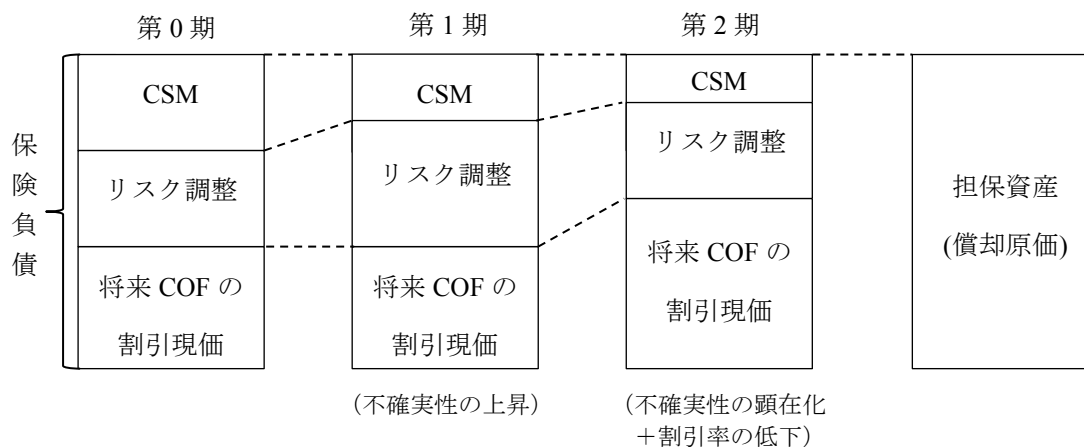 第 0 期
第 1 期
第 2 期
保険負債
CSM
リスク調整
将来 COF の
割引現価
CSM
リスク調整
将来 COF の
割引現価
CSM
リスク調整
将来 COF の
割引現価
担保資産
(償却原価)
（不確実性の上昇）
（不確実性の顕在化
＋割引率の低下）